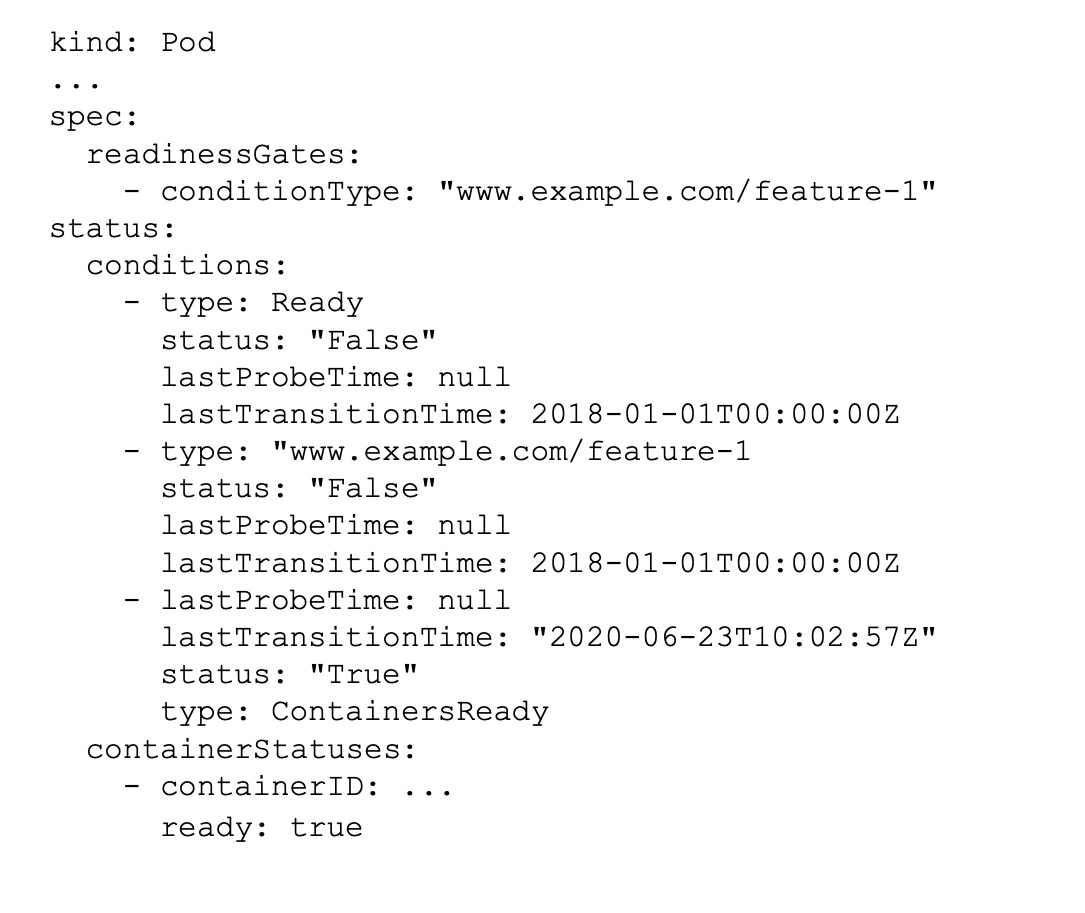 kind: Pod
...
spec:
  readinessGates:
    - conditionType: "www.example.com/feature-1"
status:
  conditions:
    - type: Ready
      status: "False"
      lastProbeTime: null
      lastTransitionTime: 2018-01-01T00:00:00Z
    - type: "www.example.com/feature-1
      status: "False"
      lastProbeTime: null
      lastTransitionTime: 2018-01-01T00:00:00Z
    - lastProbeTime: null
      lastTransitionTime: "2020-06-23T10:02:57Z"
      status: "True"
      type: ContainersReady
  containerStatuses:
    - containerID: ...
      ready: true